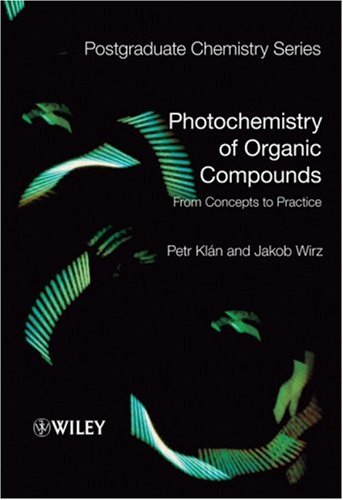 Postgraduate Chemistry Series
Photochemistry
of Organic
Compounds
From Concepts to Practice
Petr Klán and Jakob Wirz
WILEY